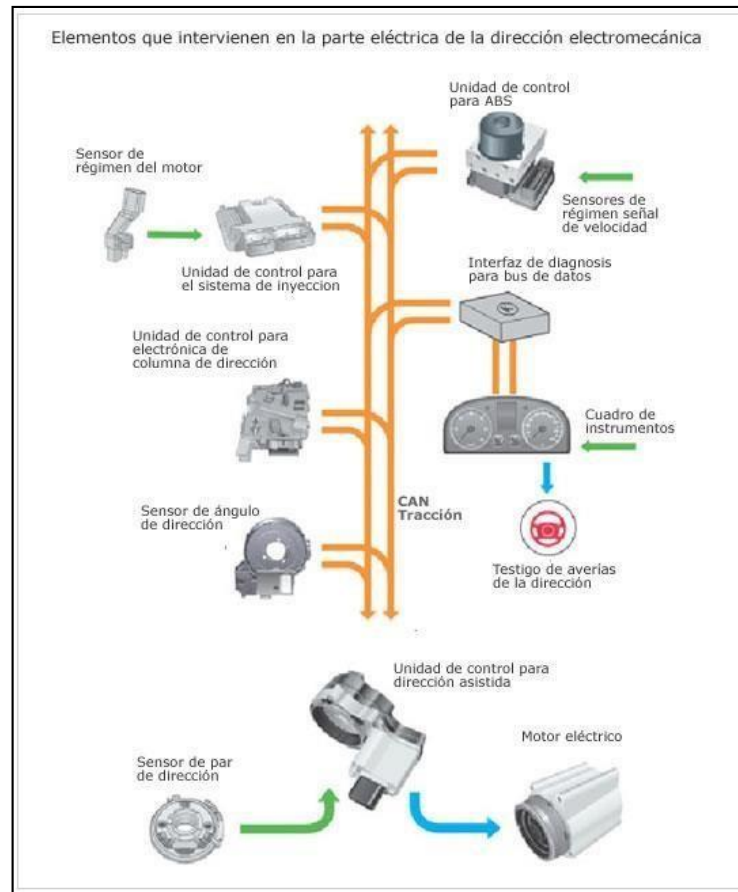 Elementos que intervienen en la parte eléctrica de la dirección electromecánica
Unidad de control
para ABS
Sensor de
régimen del motor
Sensores de
régimen señal
de velocidad
Unidad de control para
el sistema de inyeccion
Interfaz de diagnosis
para bus de datos
Unidad de control para
electrónica de
columna de dirección
Cuadro de
instrumentos
Sensor de ángulo
de dirección
CAN
Tracción
Testigo de averías
de la dirección
Unidad de control para
dirección asistida
Motor eléctrico
Sensor de par
de dirección